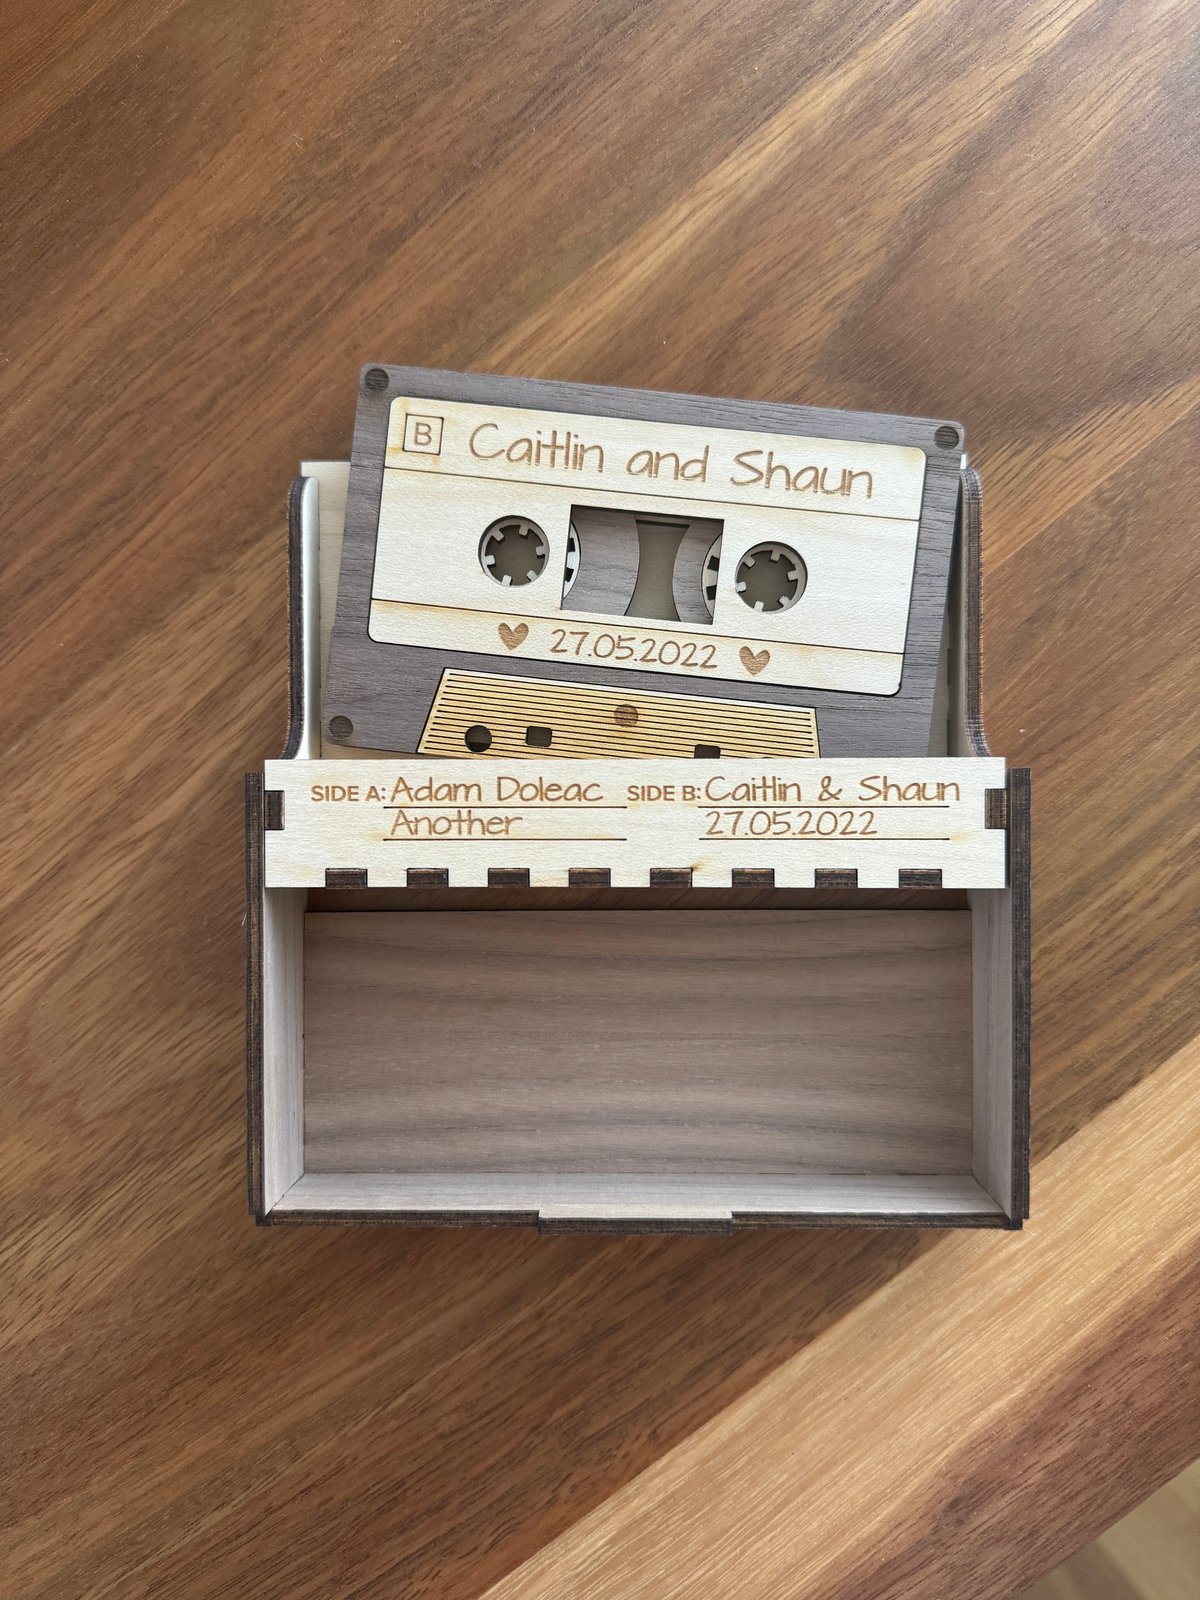 B Caitlin and Shaun
27.05.2022
SIDE A: Adam Doleac
Another
SIDE B: Caitlin & Shaun
27.05.2022